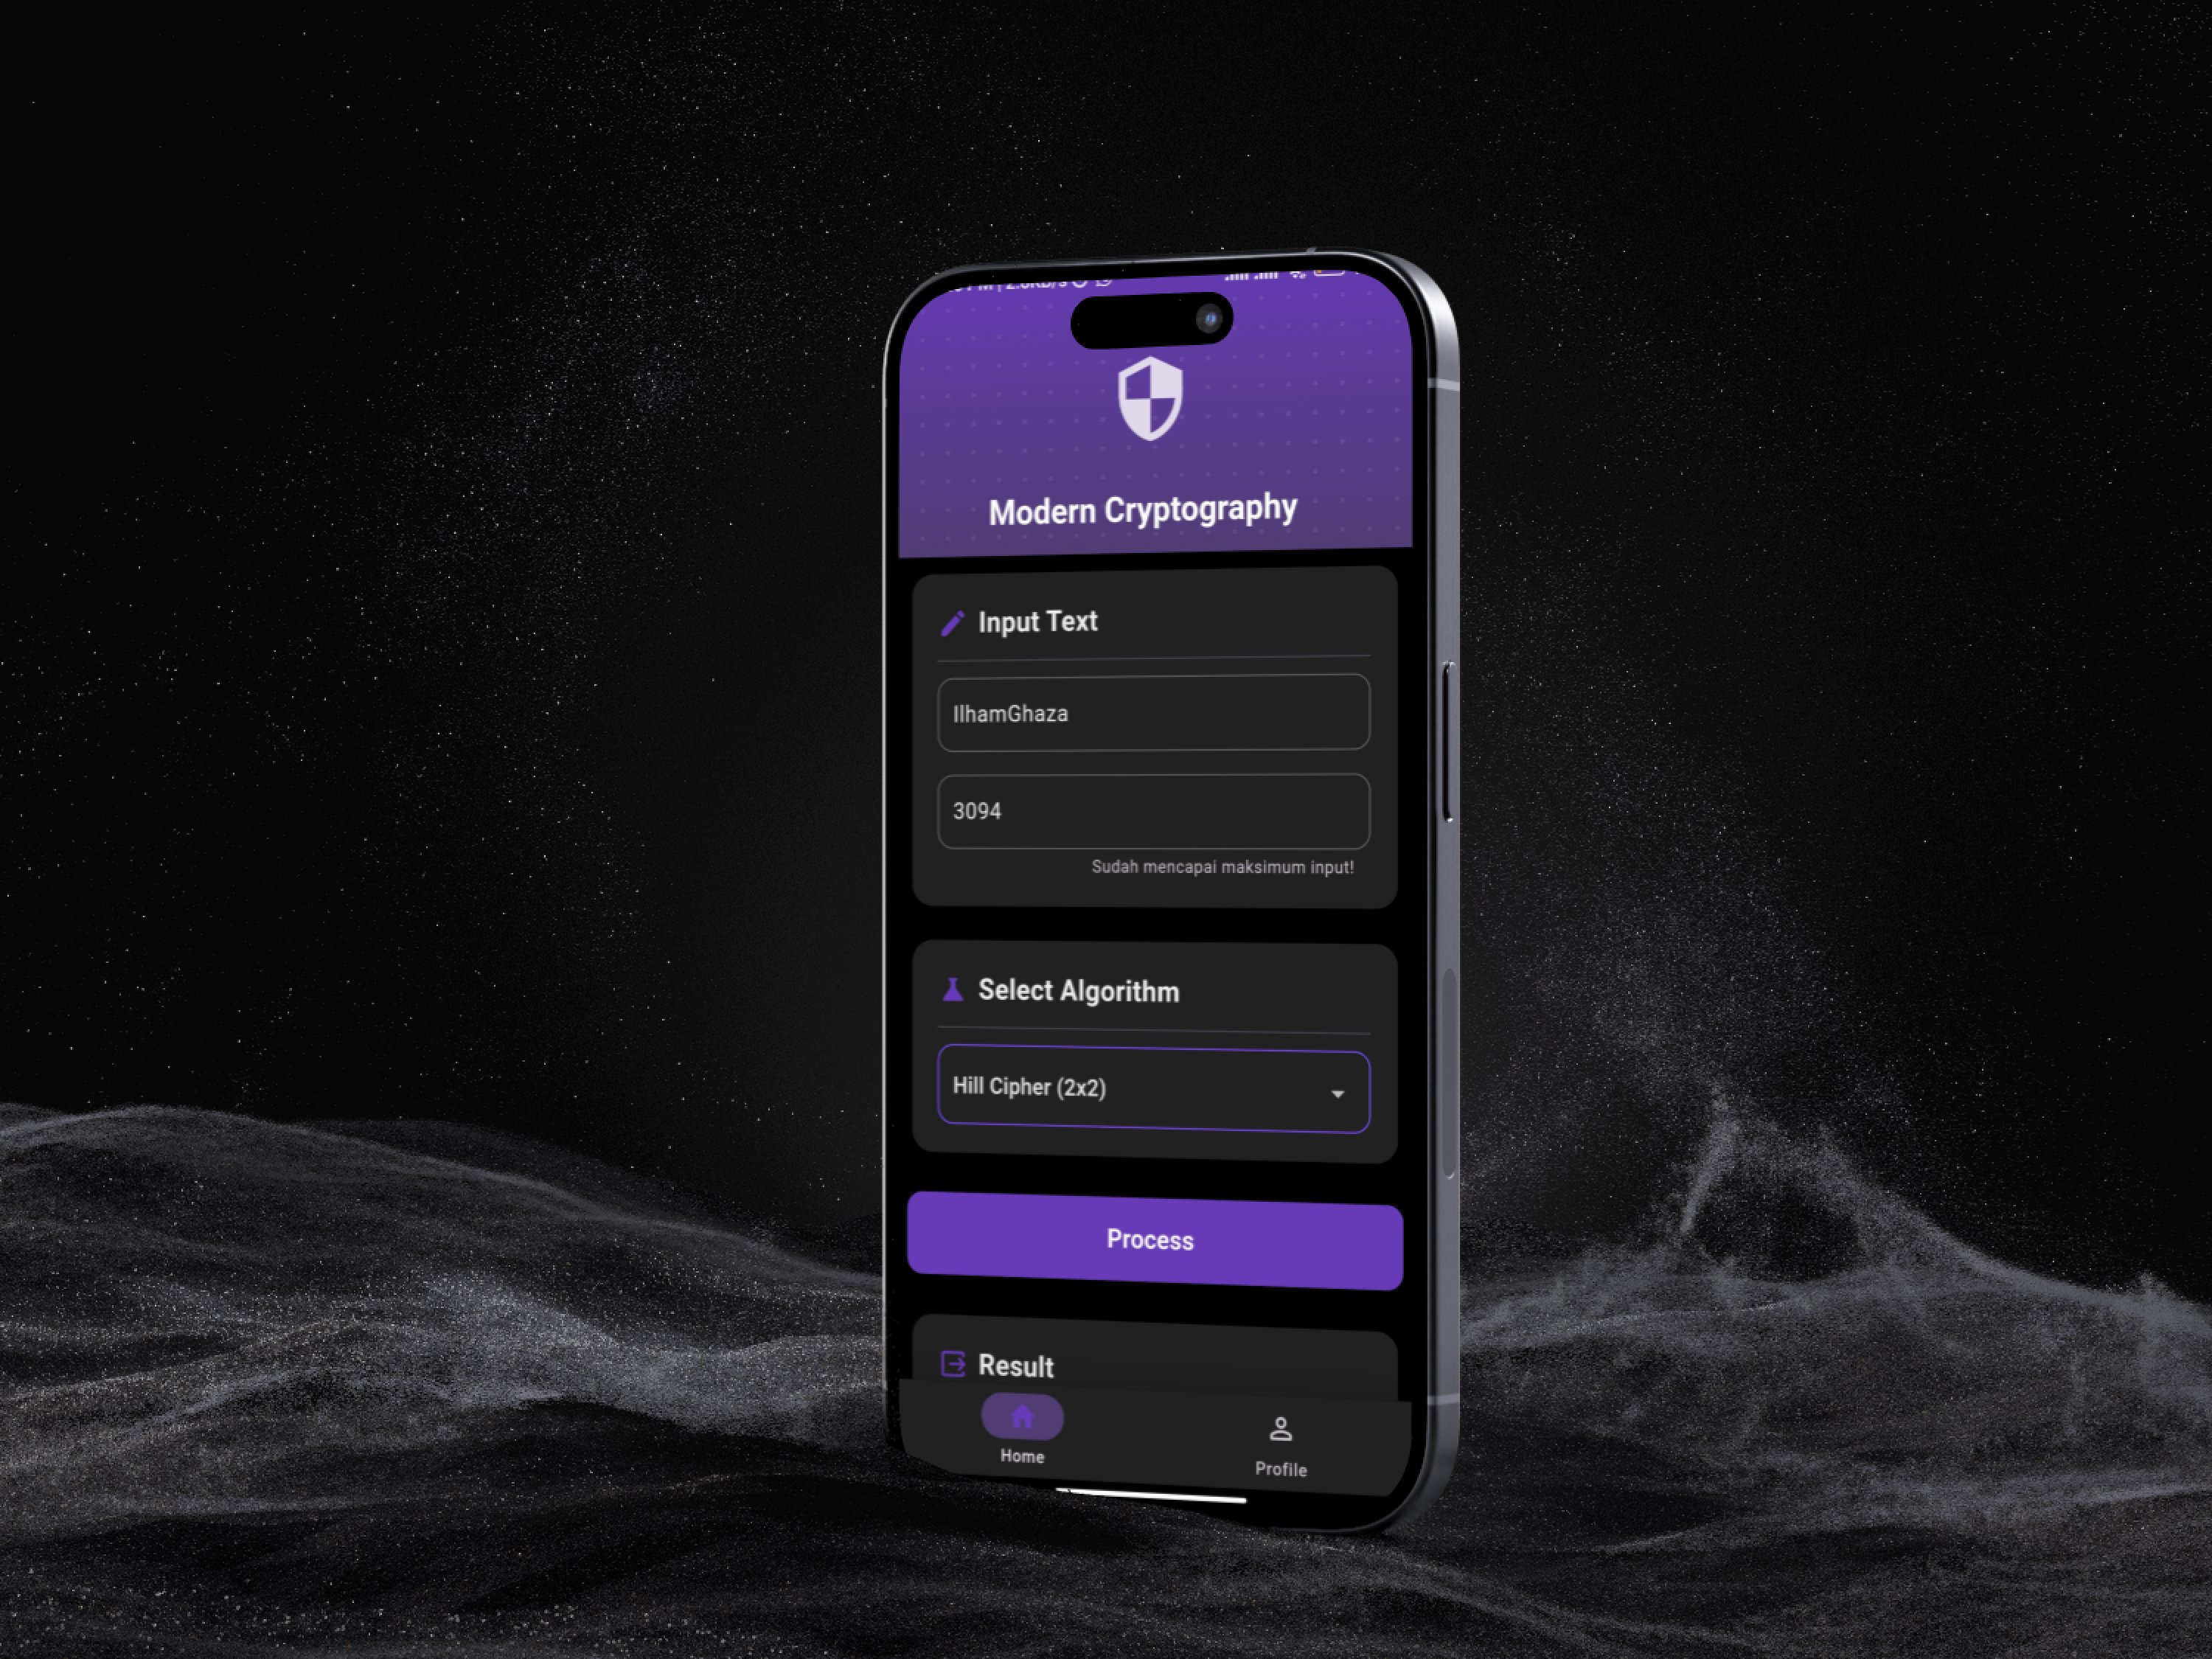 Modern Cryptography
Input Text
IlhamGhaza
3094
Sudah mencapai maksimum input!
Select Algorithm
Hill Cipher (2x2)
Process
Result
Home
Profile